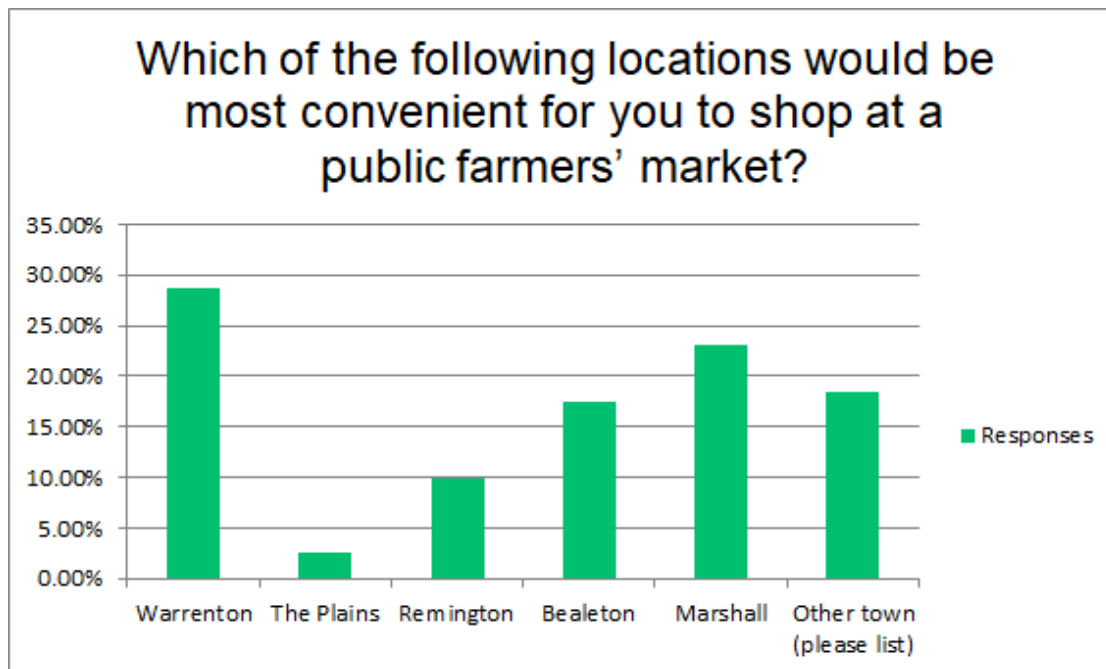 Which of the following locations would be
most convenient for you to shop at a
public farmers’ market?
35.00%
30.00%
25.00%
20.00%
15.00%
10.00%
5.00%
0.00%
Warrenton The Plains Remington Bealeton Marshall Other town
(please list)
Responses